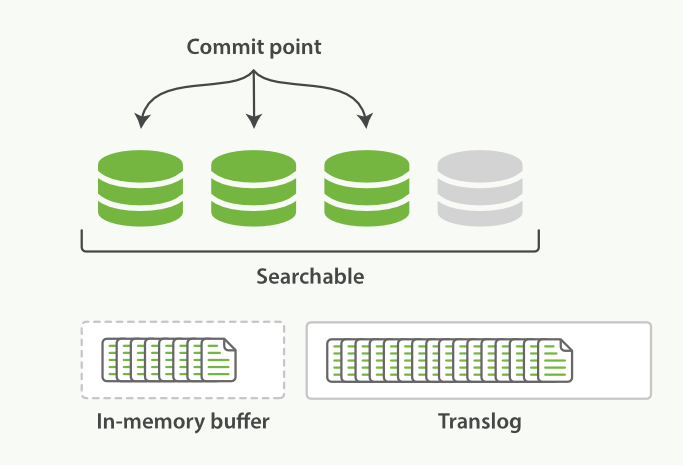 Commit point
Searchable
In-memory buffer
Translog